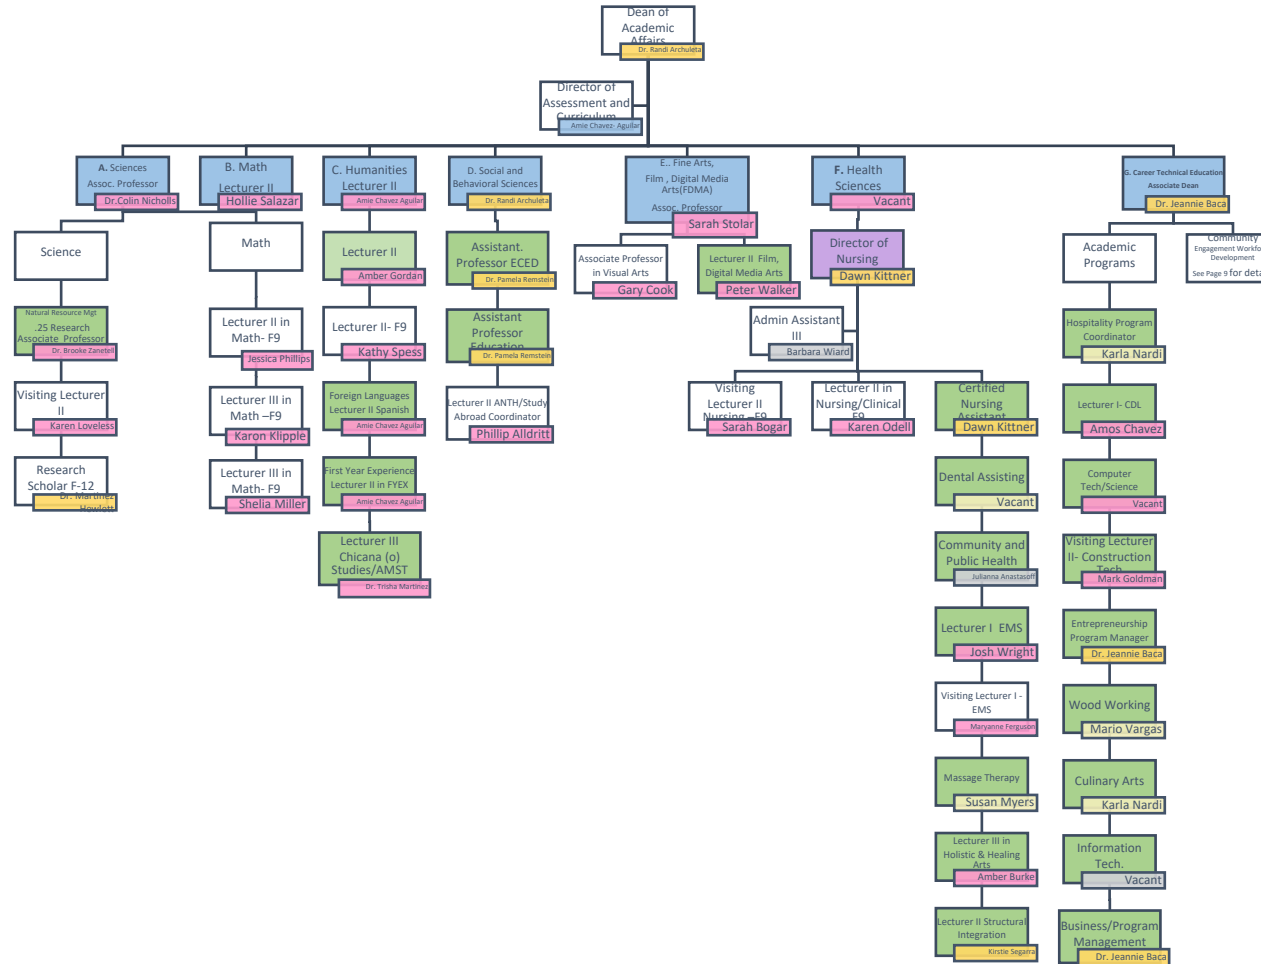 Dean of
Academic
Affairs
Dr. Randi Archuleta
Director of
Assessment and
Curriculum
Amie Chavez- Aguilar
A. Sciences
Assoc. Professor
Dr.Colin Nicholls
B. Math
Lecturer II
Hollie Salazar
C. Humanities
Lecturer II
Amie Chavez Aguilar
D. Social and
Behavioral Sciences
Dr. Randi Archuleta
E.. Fine Arts,
Film , Digital Media
Arts(FDMA)
Assoc. Professor
Sarah Stolar
F. Health
Sciences
Vacant
G. Career Technical Education
Associate Dean
Dr. Jeannie Baca
Science
Natural Resource Mgt
.25 Research
Associate Professor
Dr. Brooke Zanetell
Visiting Lecturer
II
Karen Loveless
Research
Scholar F-12
Dr. Martinez
Howlett
Math
Lecturer II in
Math- F9
Jessica Phillips
Lecturer III in
Math –F9
Karon Klipple
Lecturer III in
Math- F9
Shelia Miller
Lecturer II
Amber Gordan
Lecturer II- F9
Kathy Spess
Foreign Languages
Lecturer II Spanish
Amie Chavez Aguilar
First Year Experience
Lecturer II in FYEX
Amie Chavez Aguilar
Lecturer III
Chicana (o)
Studies/AMST
Dr. Trisha Martinez
Assistant.
Professor ECED
Dr. Pamela Remstein
Assistant
Professor
Education
Dr. Pamela Remstein
Lecturer II ANTH/Study
Abroad Coordinator
Phillip Alldritt
Associate Professor
in Visual Arts
Gary Cook
Lecturer II Film,
Digital Media Arts
Peter Walker
Director of
Nursing
Dawn Kittner
Admin Assistant
III
Barbara Wiard
Visiting
Lecturer II
Nursing –F9
Sarah Bogar
Lecturer II in
Nursing/Clinical
F9
Karen Odell
Certified
Nursing
Assistant
Dawn Kittner
Dental Assisting
Vacant
Community and
Public Health
Julianna Anastasoff
Lecturer I EMS
Josh Wright
Visiting Lecturer I -
EMS
Maryanne Ferguson
Massage Therapy
Susan Myers
Lecturer III in
Holistic & Healing
Arts
Amber Burke
Lecturer II Structural
Integration
Kirstie Segarra
Academic
Programs
Community
Engagement Workfo
Development
See Page 9 for deta
Hospitality Program
Coordinator
Karla Nardi
Lecturer I- CDL
Amos Chavez
Computer
Tech/Science
Vacant
Visiting Lecturer
II- Construction
Tech
Mark Goldman
Entrepreneurship
Program Manager
Dr. Jeannie Baca
Wood Working
Mario Vargas
Culinary Arts
Karla Nardi
Information
Tech.
Vacant
Business/Program
Management
Dr. Jeannie Baca